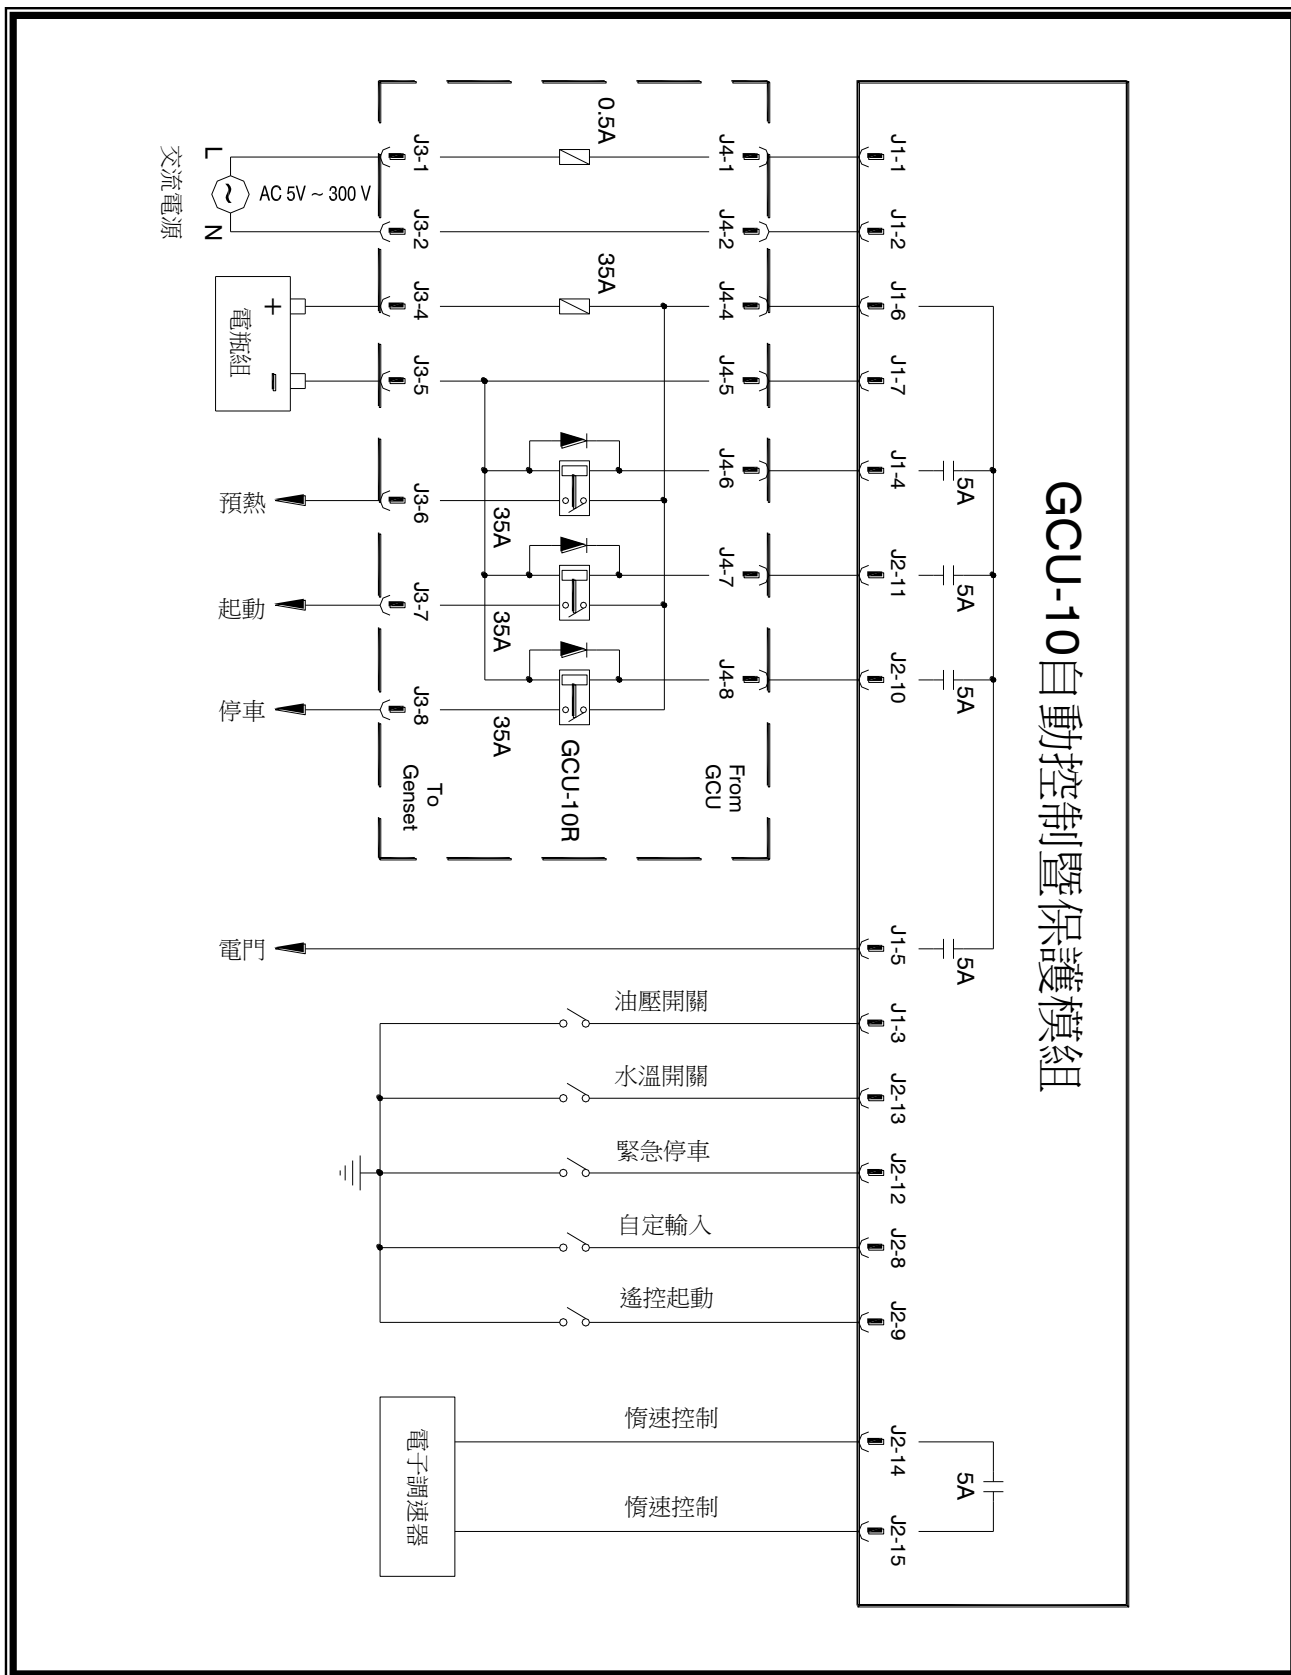 GCU-10自動控制暨保護模組
J1-1
J1-2
J1-6
J1-7
J1-4
J2-11
J2-10
J1-5
J1-3
J2-13
J2-12
J2-8
J2-9
J2-14
J2-15
5A
5A
5A
5A
5A
J4-1
J4-2
J4-4
J4-5
J4-6
J4-7
J4-8
From
GCU
0.5A
35A
GCU-10R
35A
35A
35A
J3-1
J3-2
J3-4
J3-5
J3-6
J3-7
J3-8
To
Genset
油壓開關
水溫開關
緊急停車
自定輸入
遙控起動
惰速控制
惰速控制
電子調速器
L
AC 5V ~ 300 V
N
交流電源
+
-
電瓶組
預熱
起動
停車
電門